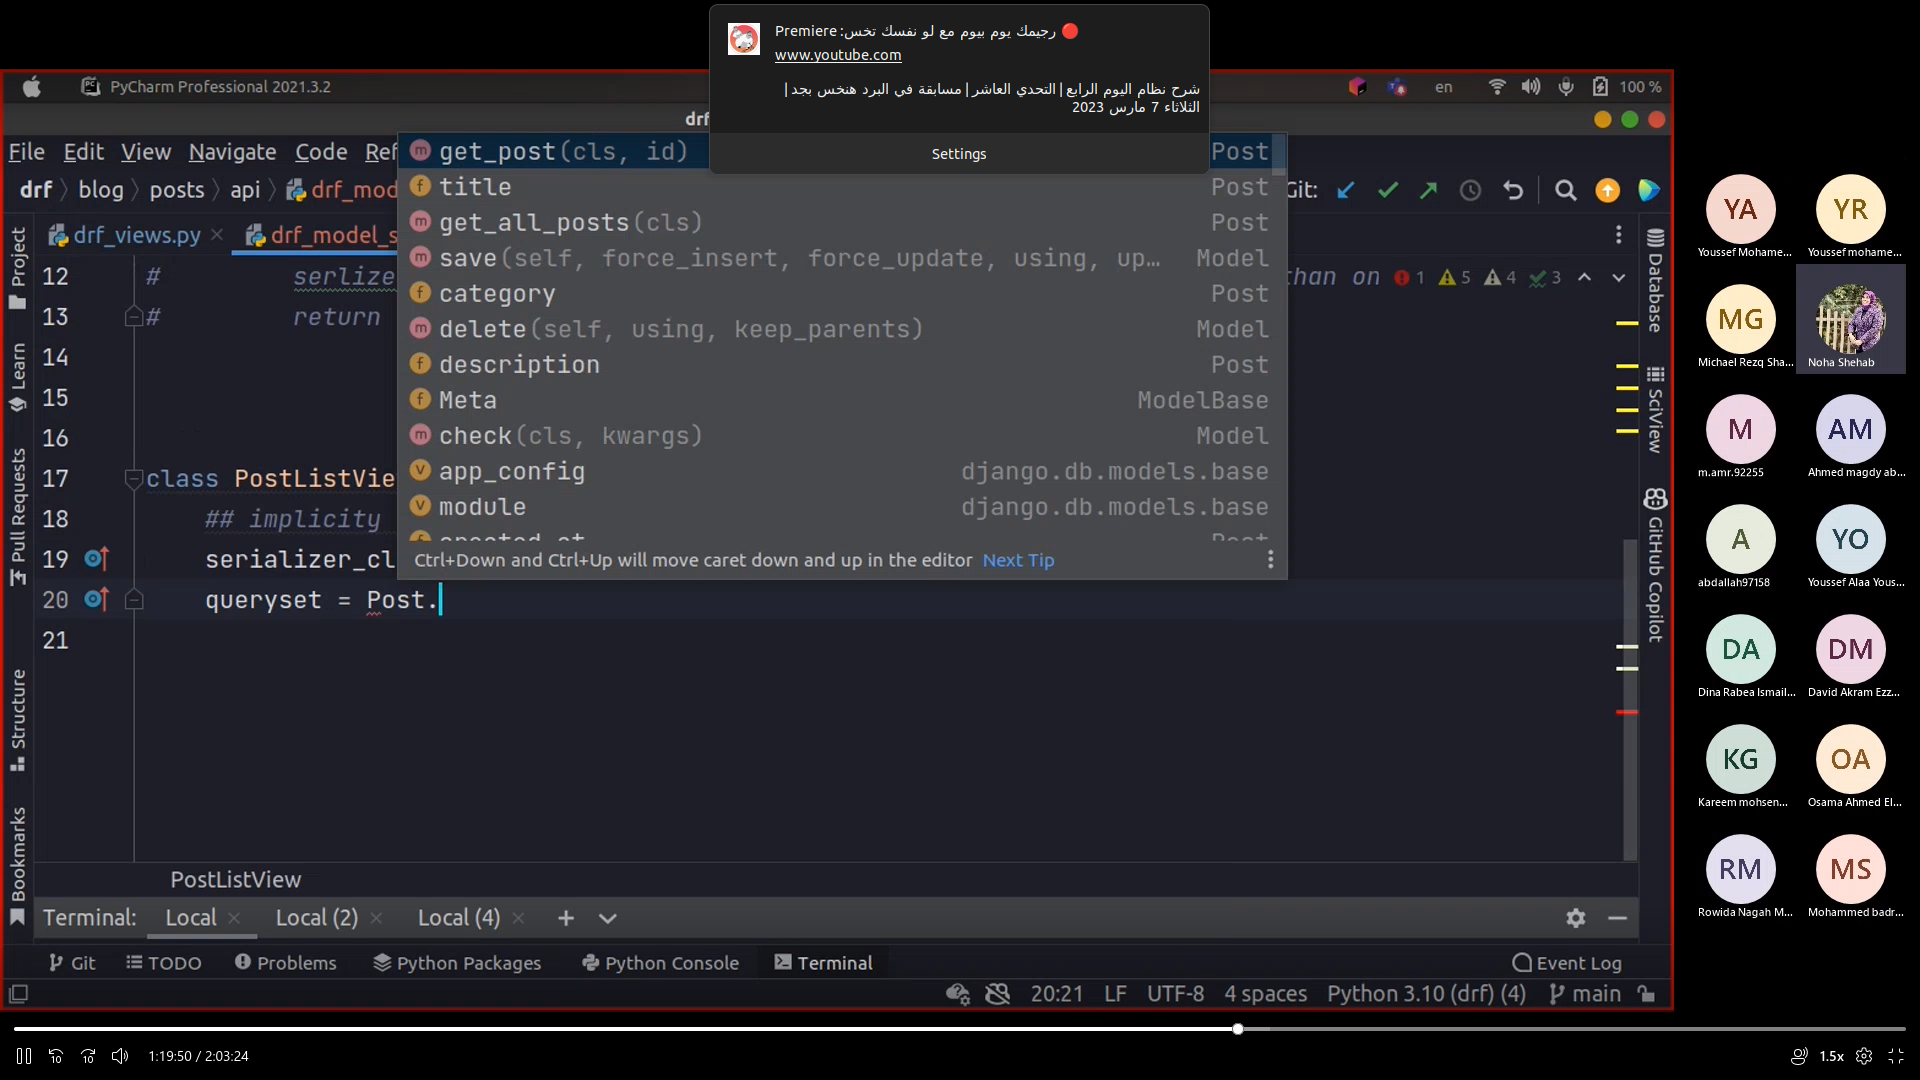 Premiere: رجيمك يوم بيوم مع لو نفسك تخس 🔴
www.youtube.com
شرح نظام اليوم الرابع | التحدي العاشر | مسابقة في البرد هنخس بجد |
الثلاثاء 7 مارس 2023
Settings
PyCharm Professional 2021.3.2
en
100 %
drf
File Edit View Navigate Code Ref
drf blog posts api drf_mod
Git:
drf_views.py
drf_model_s
get_post(cls, id) Post
title Post
get_all_posts(cls) Post
save(self, force_insert, force_update, using, up… Model
category Post
delete(self, using, keep_parents) Model
description Post
Meta ModelBase
check(cls, kwargs) Model
app_config django.db.models.base
module django.db.models.base
Ctrl+Down and Ctrl+Up will move caret down and up in the editor Next Tip
12 # serlize than on 1 5 4 3
13 # return
14
15
16
17 class PostListVie
18 ## implicity
19 serializer_cl
20 queryset = Post.
21
Project
Learn
Pull Requests
Structure
Bookmarks
Database
SciView
GitHub Copilot
PostListView
Terminal: Local Local (2) Local (4)
Git TODO Problems Python Packages Python Console Terminal Event Log
20:21 LF UTF-8 4 spaces Python 3.10 (drf) (4) main
YA YR
Youssef Mohame... Youssef mohame...
MG
Michael Rezq Sha... Noha Shehab
M AM
m.amr.92255 Ahmed magdy ab...
A YO
abdallah97158 Youssef Alaa Yous...
DA DM
Dina Rabea Ismail... David Akram Ezz...
KG OA
Kareem mohsen... Osama Ahmed El...
RM MS
Rowida Nagah M... Mohammed badr...
10 10 1:19:50 / 2:03:24 1.5x